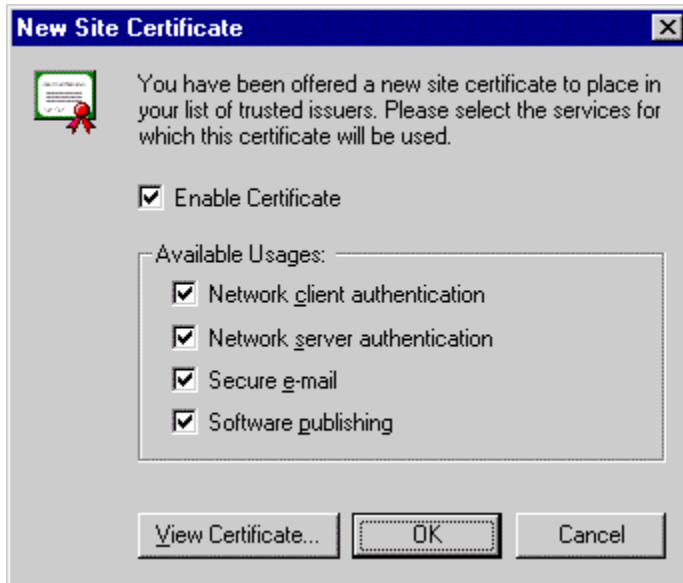 New Site Certificate
You have been offered a new site certificate to place in
your list of trusted issuers. Please select the services for
which this certificate will be used.
Enable Certificate
Available Usages:
Network client authentication
Network server authentication
Secure e-mail
Software publishing
View Certificate... OK Cancel